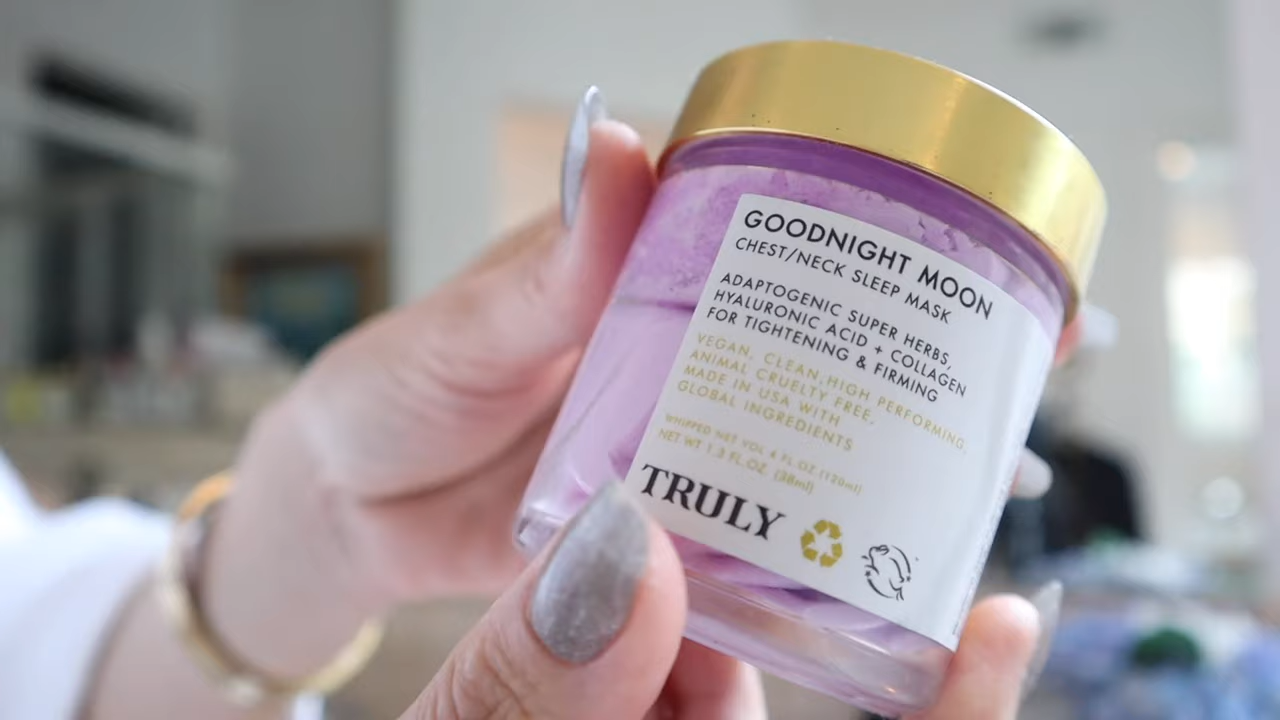 GOODNIGHT MOON
CHEST/NECK SLEEP MASK
ADAPTOGENIC SUPER HERBS,
HYALURONIC ACID + COLLAGEN
FOR TIGHTENING & FIRMING
VEGAN, CLEAN, HIGH PERFORMING,
ANIMAL CRUELTY FREE,
MADE IN USA WITH
GLOBAL INGREDIENTS
WHIPPED NET VOL 4 FL OZ (120ml)
NET WT 1.3 FL.OZ (38ml)
TRULY